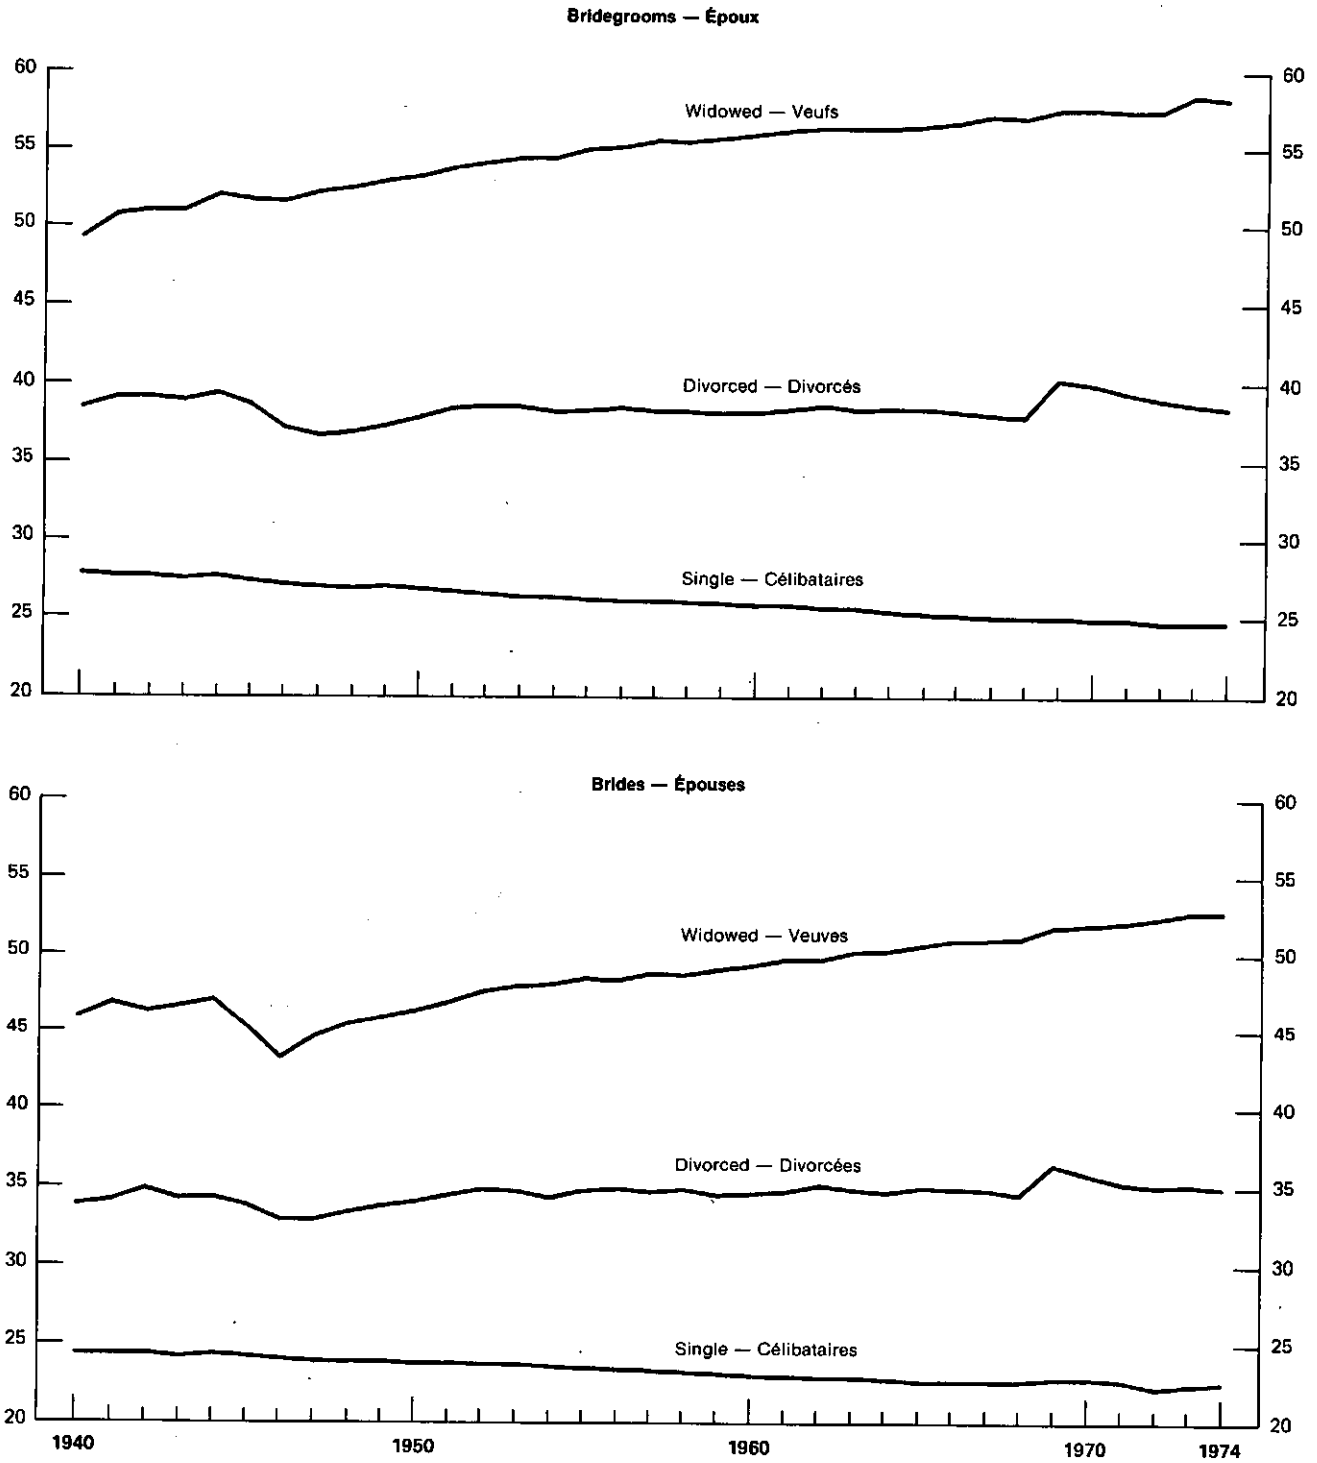 Bridegrooms — Époux
60 60
Widowed — Veufs
55 55
50 50
45 45
40 40
Divorced — Divorcés
35 35
30 30
Single — Célibataires
25 25
20 20
Brides — Épouses
60 60
55 55
Widowed — Veuves
50 50
45 45
40 40
Divorced — Divorcées
35 35
30 30
25 25
Single — Célibataires
20 20
1940 1950 1960 1970 1974